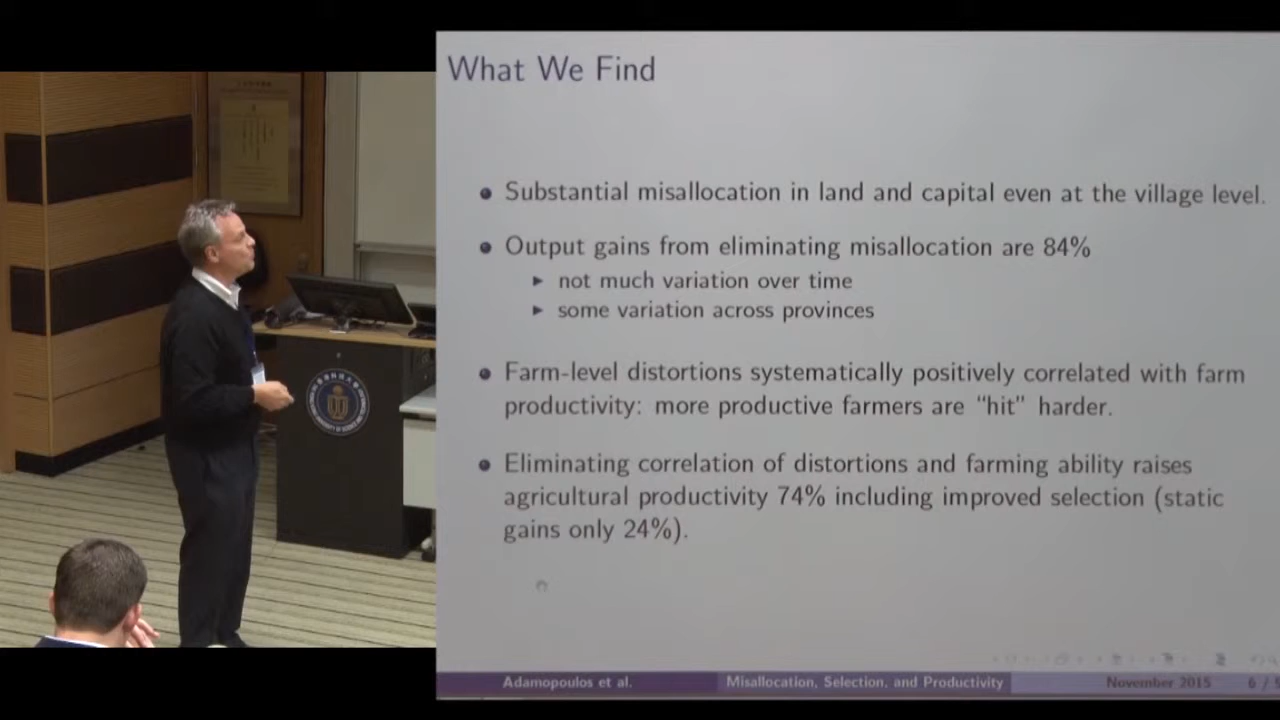 What We Find
• Substantial misallocation in land and capital even at the village level.
• Output gains from eliminating misallocation are 84%
▶ not much variation over time
▶ some variation across provinces
• Farm-level distortions systematically positively correlated with farm
productivity: more productive farmers are “hit” harder.
• Eliminating correlation of distortions and farming ability raises
agricultural productivity 74% including improved selection (static
gains only 24%).
Adamopoulos et al. Misallocation, Selection, and Productivity November 2015 6 /